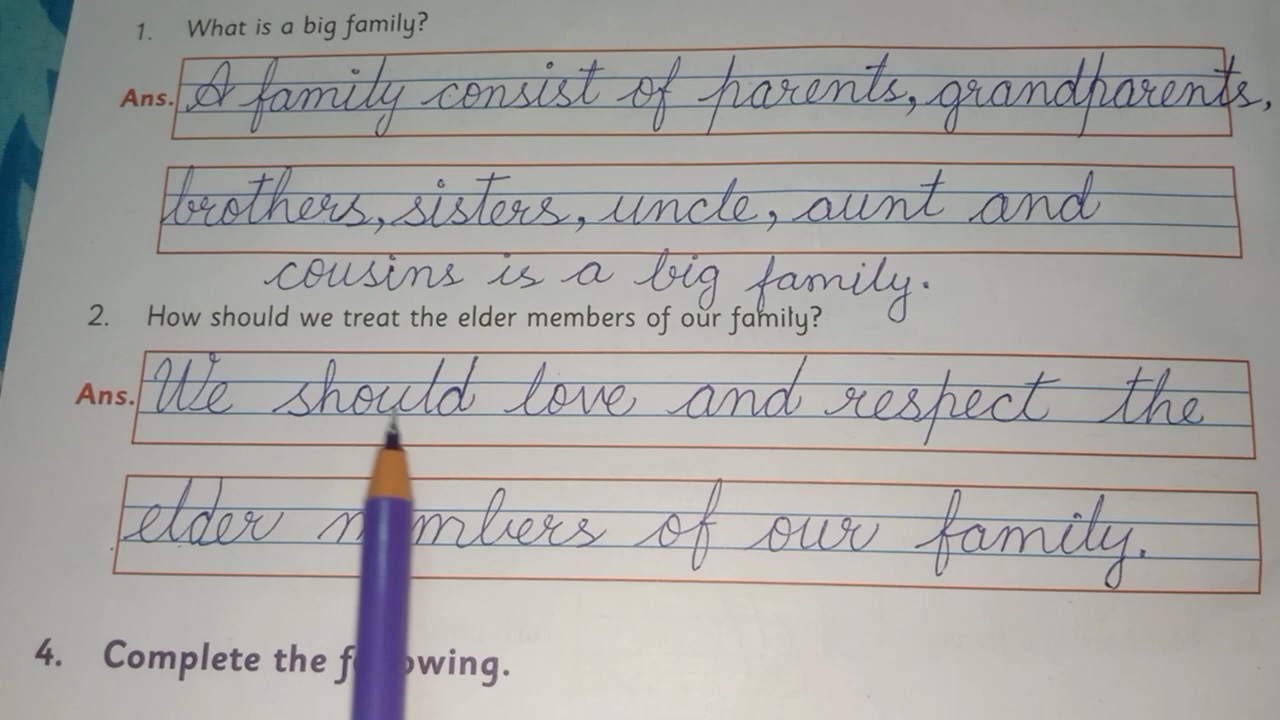 1. What is a big family?
Ans. A family consist of parents, grandparents,
brothers, sisters, uncle, aunt and
cousins is a big family.
2. How should we treat the elder members of our family?
Ans. We should love and respect the
elder members of our family.
4. Complete the following.